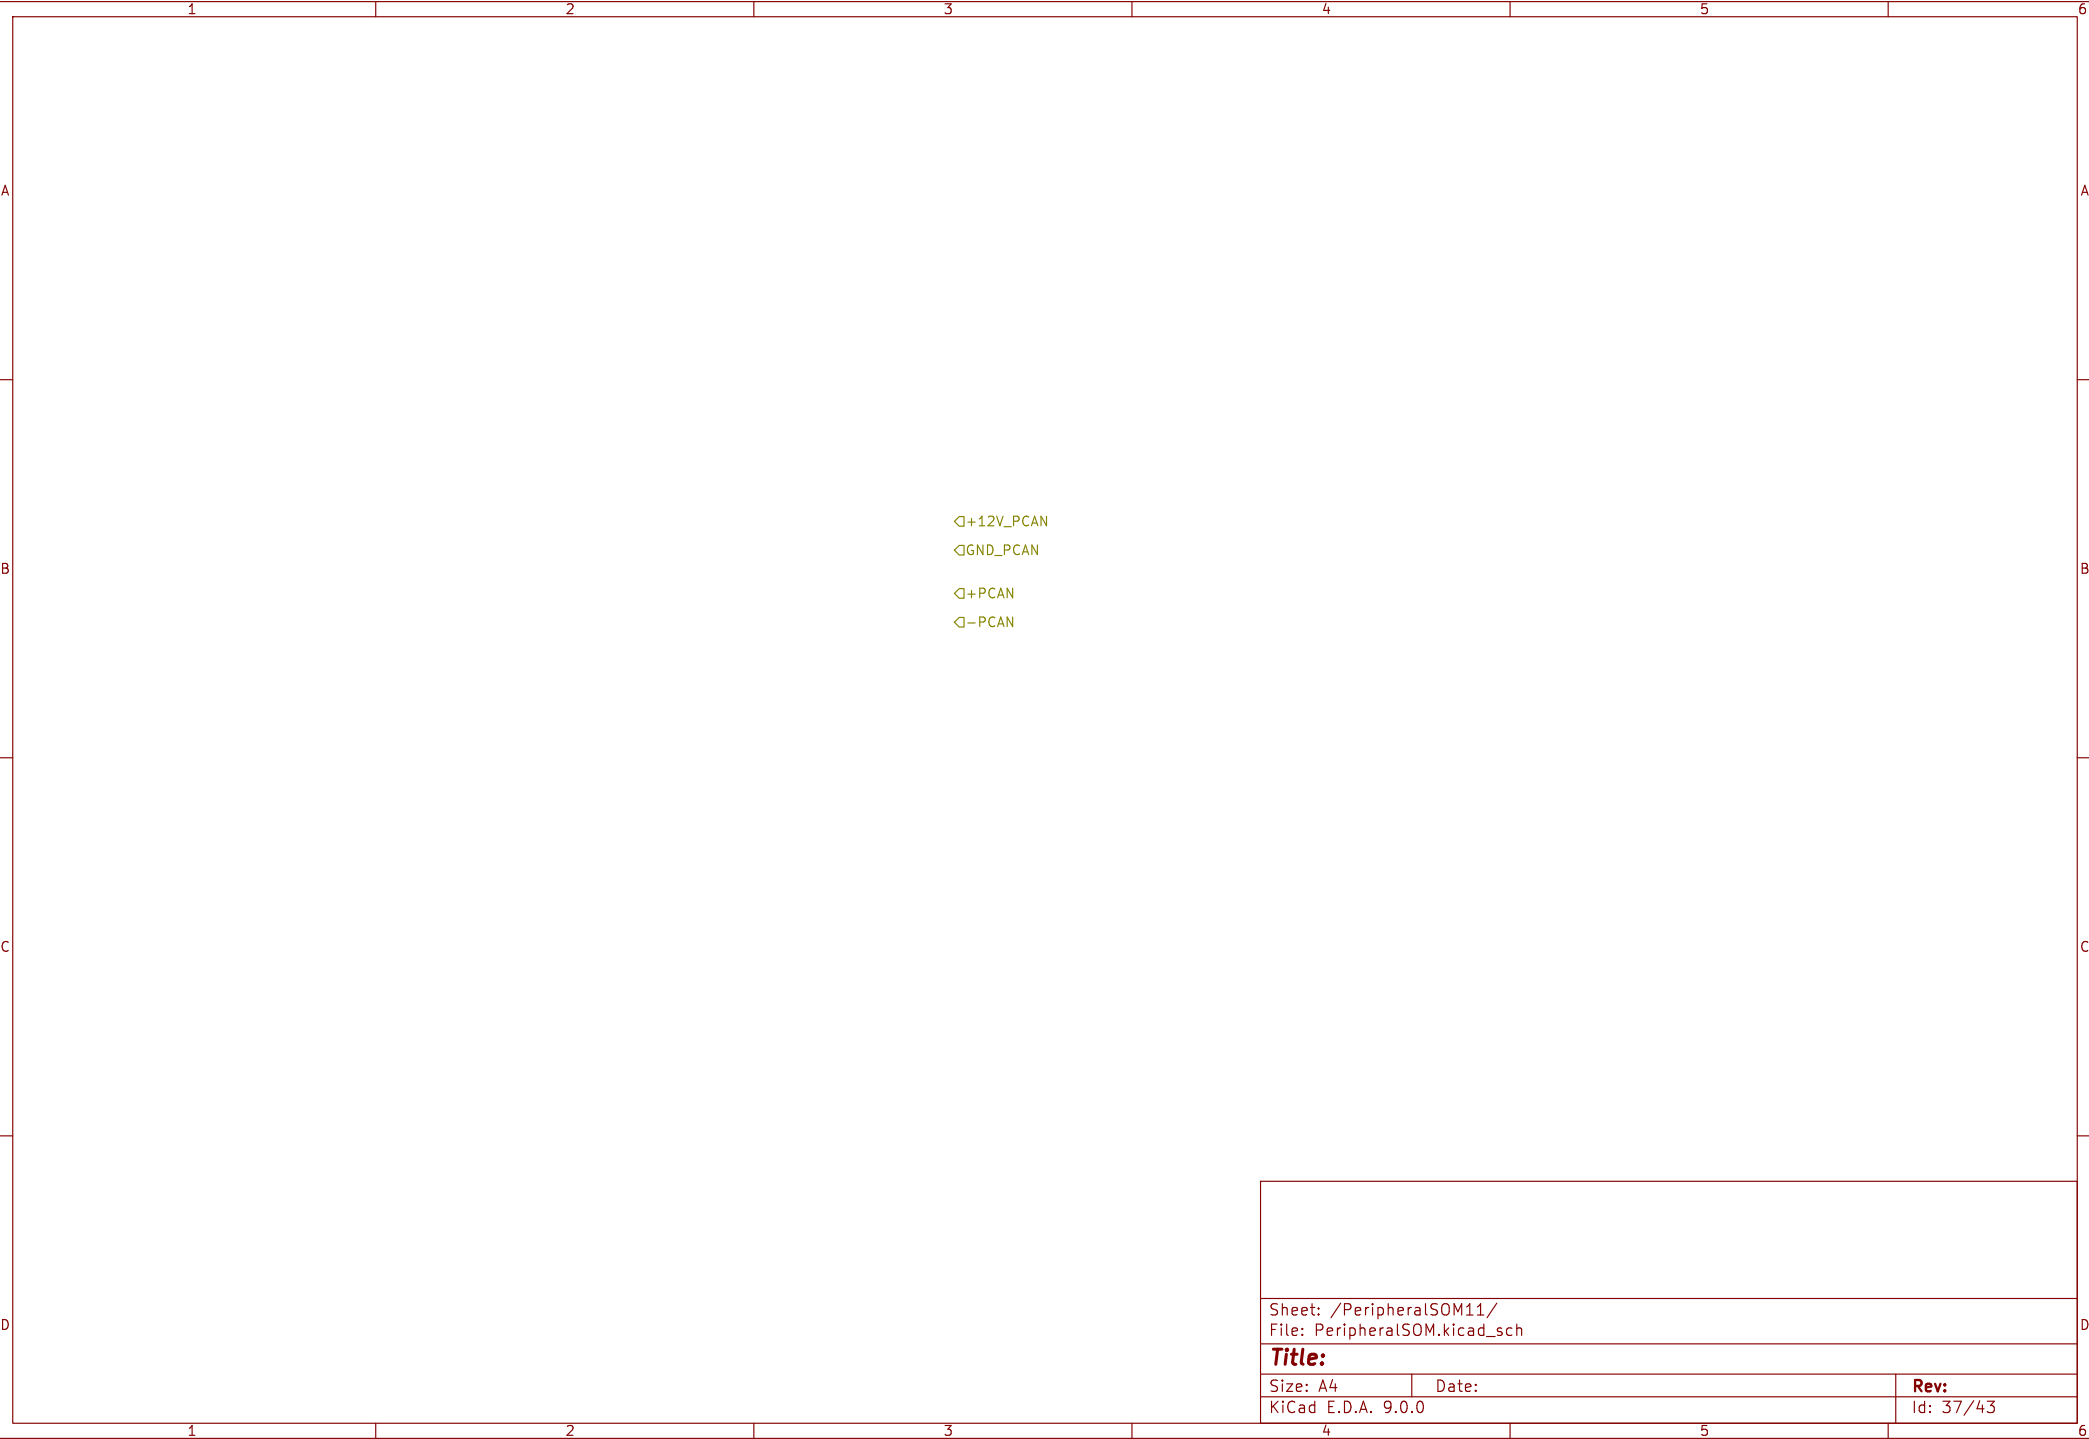 1 2 3 4 5 6
A A
+12V_PCAN
GND_PCAN
B B
+PCAN
-PCAN
C C
Sheet: /PeripheralSOM11/
D D
File: PeripheralSOM.kicad_sch
Title:
Size: A4 Date: Rev:
KiCad E.D.A. 9.0.0 Id: 37/43
1 2 3 4 5 6